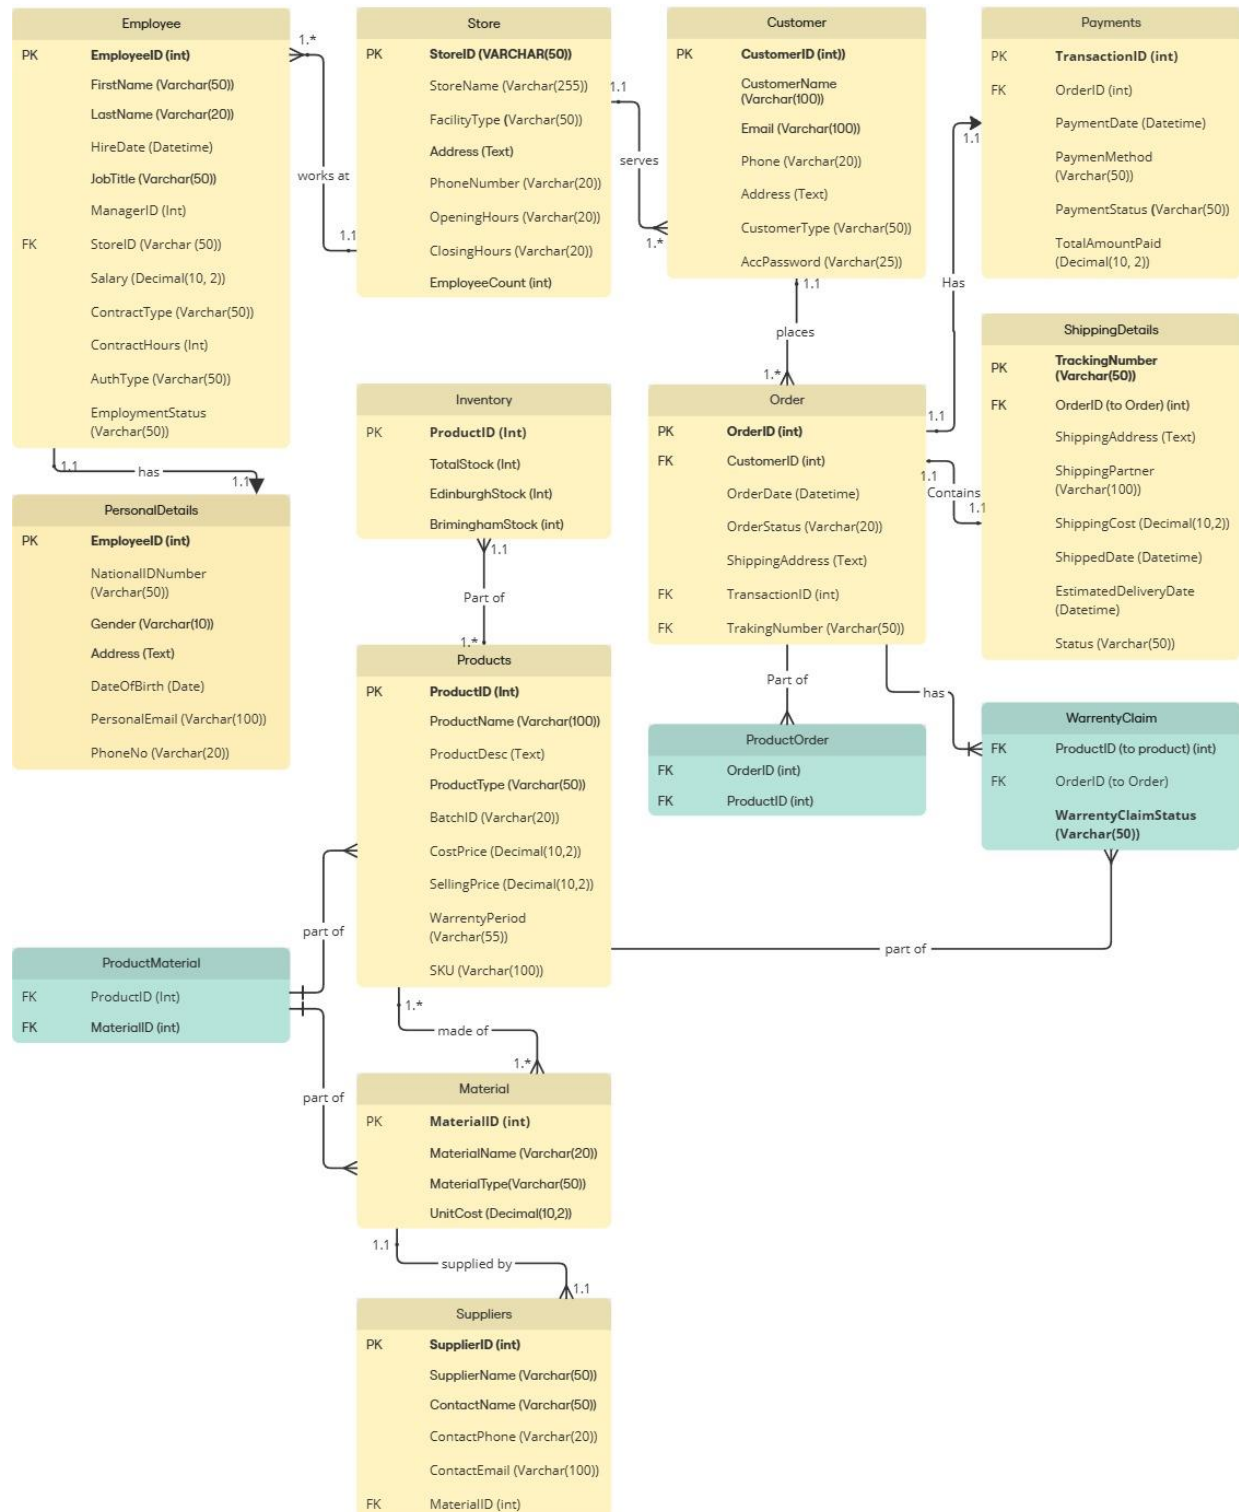 Employee
PK EmployeeID (int)
FirstName (Varchar(50))
LastName (Varchar(20))
HireDate (Datetime)
JobTitle (Varchar(50))
ManagerID (Int)
FK StoreID (Varchar (50))
Salary (Decimal(10, 2))
ContractType (Varchar(50))
ContractHours (Int)
AuthType (Varchar(50))
EmploymentStatus
(Varchar(50))
1.*
works at
1.1
Store
PK StoreID (VARCHAR(50))
StoreName (Varchar(255))
FacilityType (Varchar(50))
Address (Text)
PhoneNumber (Varchar(20))
OpeningHours (Varchar(20))
ClosingHours (Varchar(20))
EmployeeCount (int)
1.1
serves
1.*
Customer
PK CustomerID (int))
CustomerName
(Varchar(100))
Email (Varchar(100))
Phone (Varchar(20))
Address (Text)
CustomerType (Varchar(50))
AccPassword (Varchar(25))
1.1
places
1.*
Payments
PK TransactionID (int)
FK OrderID (int)
PaymentDate (Datetime)
PaymenMethod
(Varchar(50))
PaymentStatus (Varchar(50))
TotalAmountPaid
(Decimal(10, 2))
1.1
Has
1.1
ShippingDetails
PK TrackingNumber
(Varchar(50))
FK OrderID (to Order) (int)
ShippingAddress (Text)
ShippingPartner
(Varchar(100))
ShippingCost (Decimal(10,2))
ShippedDate (Datetime)
EstimatedDeliveryDate
(Datetime)
Status (Varchar(50))
1.1
Contains
1.1
Order
PK OrderID (int)
FK CustomerID (int)
OrderDate (Datetime)
OrderStatus (Varchar(20))
ShippingAddress (Text)
FK TransactionID (int)
FK TrakingNumber (Varchar(50))
Inventory
PK ProductID (Int)
TotalStock (Int)
EdinburghStock (Int)
BriminghamStock (int)
1.1
Part of
1.*
1.1
has
1.1
PersonalDetails
PK EmployeeID (int)
NationalIDNumber
(Varchar(50))
Gender (Varchar(10))
Address (Text)
DateOfBirth (Date)
PersonalEmail (Varchar(100))
PhoneNo (Varchar(20))
Products
PK ProductID (Int)
ProductName (Varchar(100))
ProductDesc (Text)
ProductType (Varchar(50))
BatchID (Varchar(20))
CostPrice (Decimal(10,2))
SellingPrice (Decimal(10,2))
WarrentyPeriod
(Varchar(55))
SKU (Varchar(100))
Part of
has
ProductOrder
FK OrderID (int)
FK ProductID (int)
WarrentyClaim
FK ProductID (to product) (int)
FK OrderID (to Order)
WarrentyClaimStatus
(Varchar(50))
part of
part of
ProductMaterial
FK ProductID (Int)
FK MaterialID (int)
part of
1.*
made of
1.*
Material
PK MaterialID (int)
MaterialName (Varchar(20))
MaterialType(Varchar(50))
UnitCost (Decimal(10,2))
1.1
supplied by
1.1
Suppliers
PK SupplierID (int)
SupplierName (Varchar(50))
ContactName (Varchar(50))
ContactPhone (Varchar(20))
ContactEmail (Varchar(100))
FK MaterialID (int)